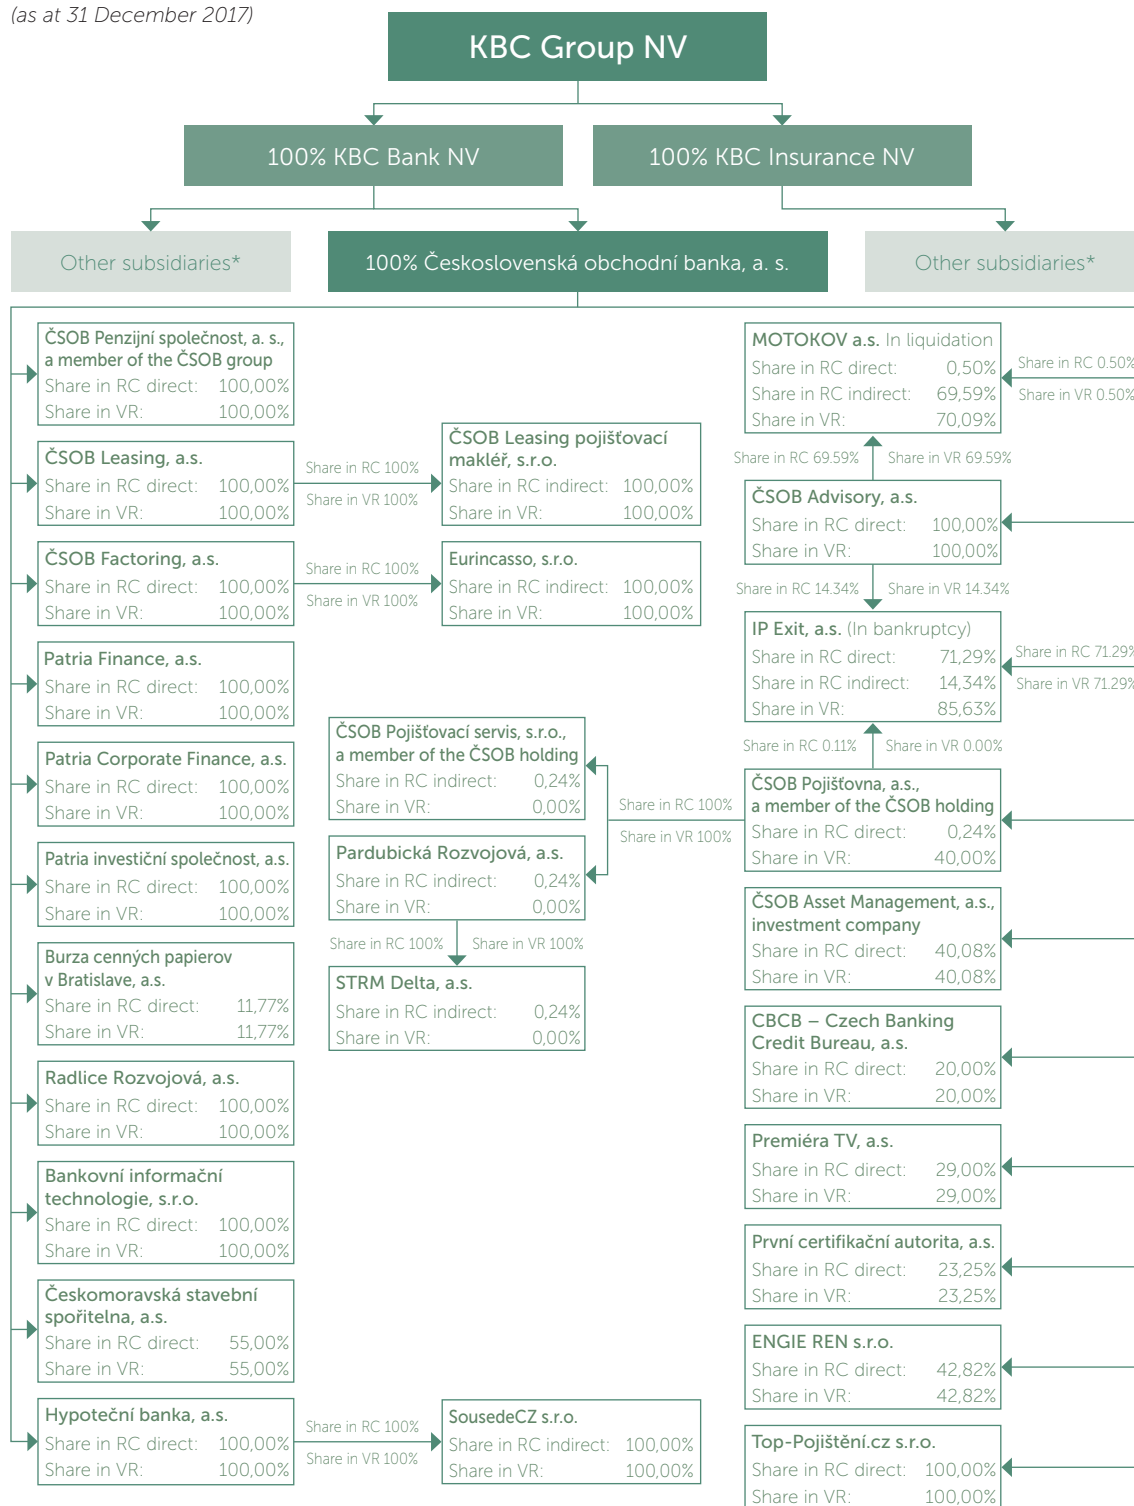 (as at 31 December 2017)
KBC Group NV
100% KBC Bank NV
100% KBC Insurance NV
Other subsidiaries*
100% Československá obchodní banka, a. s.
Other subsidiaries*
ČSOB Penzijní společnost, a. s.,
a member of the ČSOB group
Share in RC direct: 100,00%
Share in VR: 100,00%
ČSOB Leasing, a.s.
Share in RC direct: 100,00%
Share in VR: 100,00%
Share in RC 100%
Share in VR 100%
ČSOB Leasing pojišťovací
makléř, s.r.o.
Share in RC indirect: 100,00%
Share in VR: 100,00%
ČSOB Factoring, a.s.
Share in RC direct: 100,00%
Share in VR: 100,00%
Share in RC 100%
Share in VR 100%
Eurincasso, s.r.o.
Share in RC indirect: 100,00%
Share in VR: 100,00%
Patria Finance, a.s.
Share in RC direct: 100,00%
Share in VR: 100,00%
Patria Corporate Finance, a.s.
Share in RC direct: 100,00%
Share in VR: 100,00%
Patria investiční společnost, a.s.
Share in RC direct: 100,00%
Share in VR: 100,00%
Burza cenných papierov
v Bratislave, a.s.
Share in RC direct: 11,77%
Share in VR: 11,77%
Radlice Rozvojová, a.s.
Share in RC direct: 100,00%
Share in VR: 100,00%
Bankovní informační
technologie, s.r.o.
Share in RC direct: 100,00%
Share in VR: 100,00%
Českomoravská stavební
spořitelna, a.s.
Share in RC direct: 55,00%
Share in VR: 55,00%
Hypoteční banka, a.s.
Share in RC direct: 100,00%
Share in VR: 100,00%
Share in RC 100%
Share in VR 100%
SousedeCZ s.r.o.
Share in RC indirect: 100,00%
Share in VR: 100,00%
ČSOB Pojišťovací servis, s.r.o.,
a member of the ČSOB holding
Share in RC indirect: 0,24%
Share in VR: 0,00%
Pardubická Rozvojová, a.s.
Share in RC indirect: 0,24%
Share in VR: 0,00%
Share in RC 100% Share in VR 100%
STRM Delta, a.s.
Share in RC indirect: 0,24%
Share in VR: 0,00%
Share in RC 100%
Share in VR 100%
MOTOKOV a.s. In liquidation
Share in RC direct: 0,50%
Share in RC indirect: 69,59%
Share in VR: 70,09%
Share in RC 0.50%
Share in VR 0.50%
Share in RC 69.59% Share in VR 69.59%
ČSOB Advisory, a.s.
Share in RC direct: 100,00%
Share in VR: 100,00%
Share in RC 14.34% Share in VR 14.34%
IP Exit, a.s. (In bankruptcy)
Share in RC direct: 71,29%
Share in RC indirect: 14,34%
Share in VR: 85,63%
Share in RC 71.29%
Share in VR 71.29%
Share in RC 0.11% Share in VR 0.00%
ČSOB Pojišťovna, a.s.,
a member of the ČSOB holding
Share in RC direct: 0,24%
Share in VR: 40,00%
ČSOB Asset Management, a.s.,
investment company
Share in RC direct: 40,08%
Share in VR: 40,08%
CBCB – Czech Banking
Credit Bureau, a.s.
Share in RC direct: 20,00%
Share in VR: 20,00%
Premiéra TV, a.s.
Share in RC direct: 29,00%
Share in VR: 29,00%
První certifikační autorita, a.s.
Share in RC direct: 23,25%
Share in VR: 23,25%
ENGIE REN s.r.o.
Share in RC direct: 42,82%
Share in VR: 42,82%
Top-Pojištění.cz s.r.o.
Share in RC direct: 100,00%
Share in VR: 100,00%